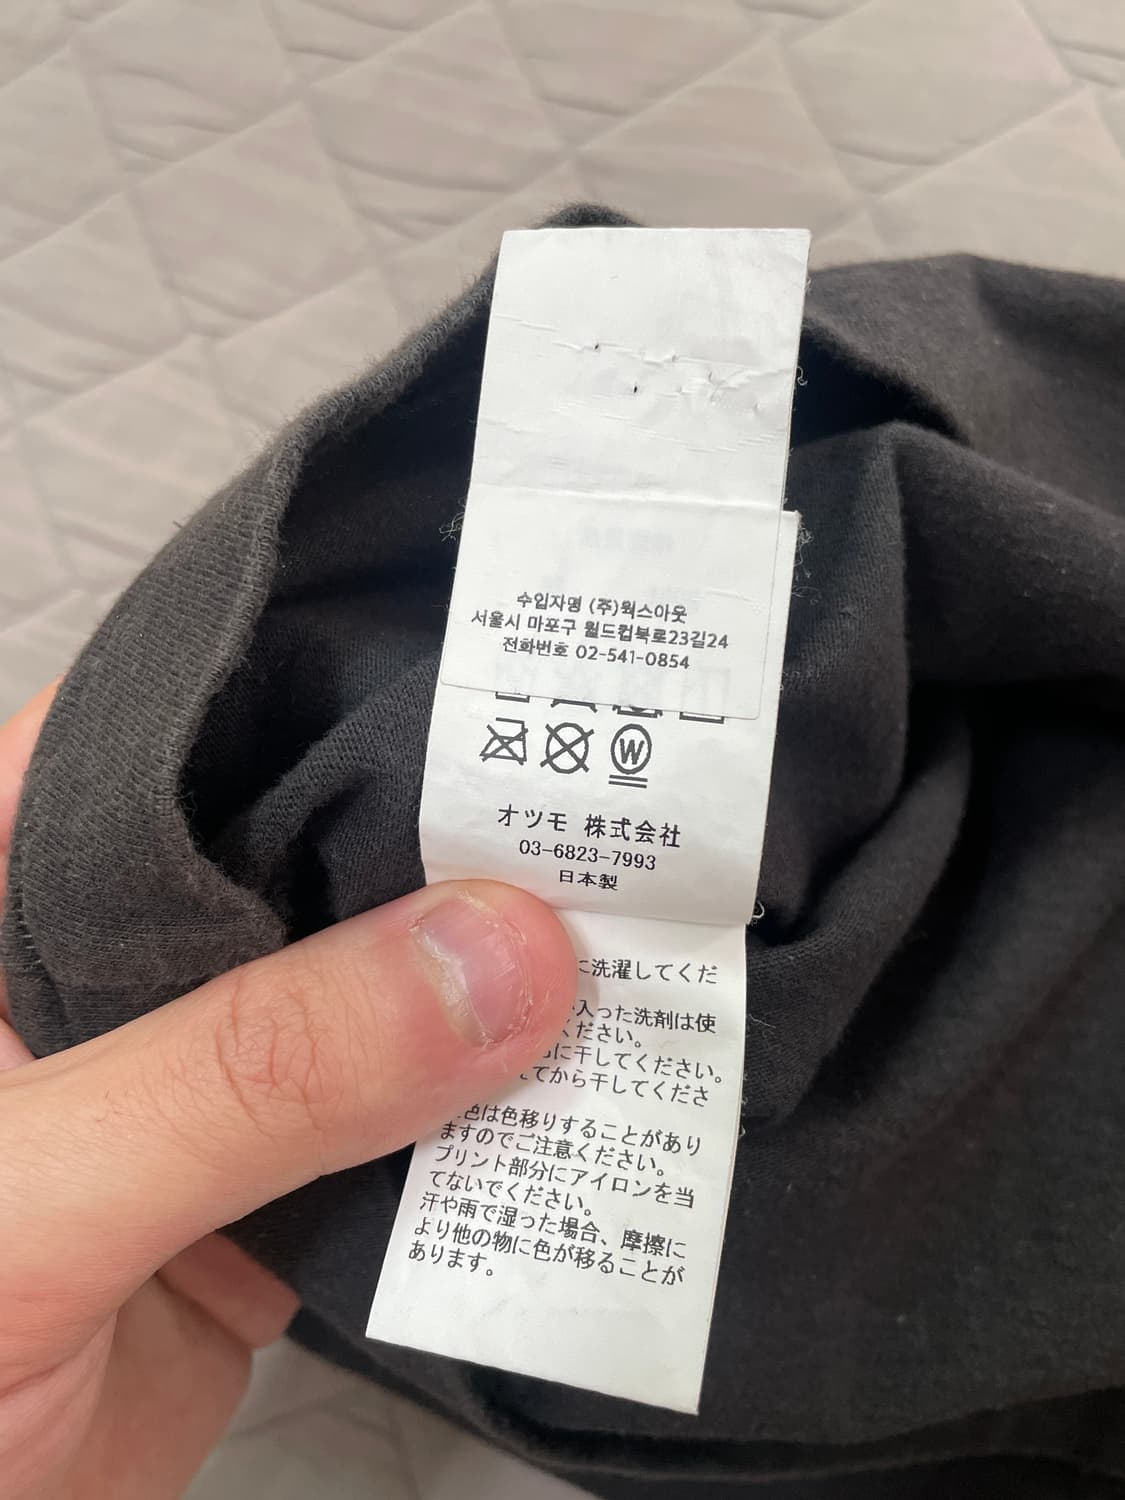 수입자명 (주)웍스아웃
서울시 마포구 월드컵북로23길24
전화번호 02-541-0854
W
オツモ 株式会社
03-6823-7993
日本製
に洗濯してくだ
入った洗剤は使
ください。
に干してください。
てから干してくださ
色は色移りすることがあり
ますのでご注意ください。
プリント部分にアイロンを当
てないでください。
汗や雨で湿った場合、摩擦に
より他の物に色が移ることが
あります。